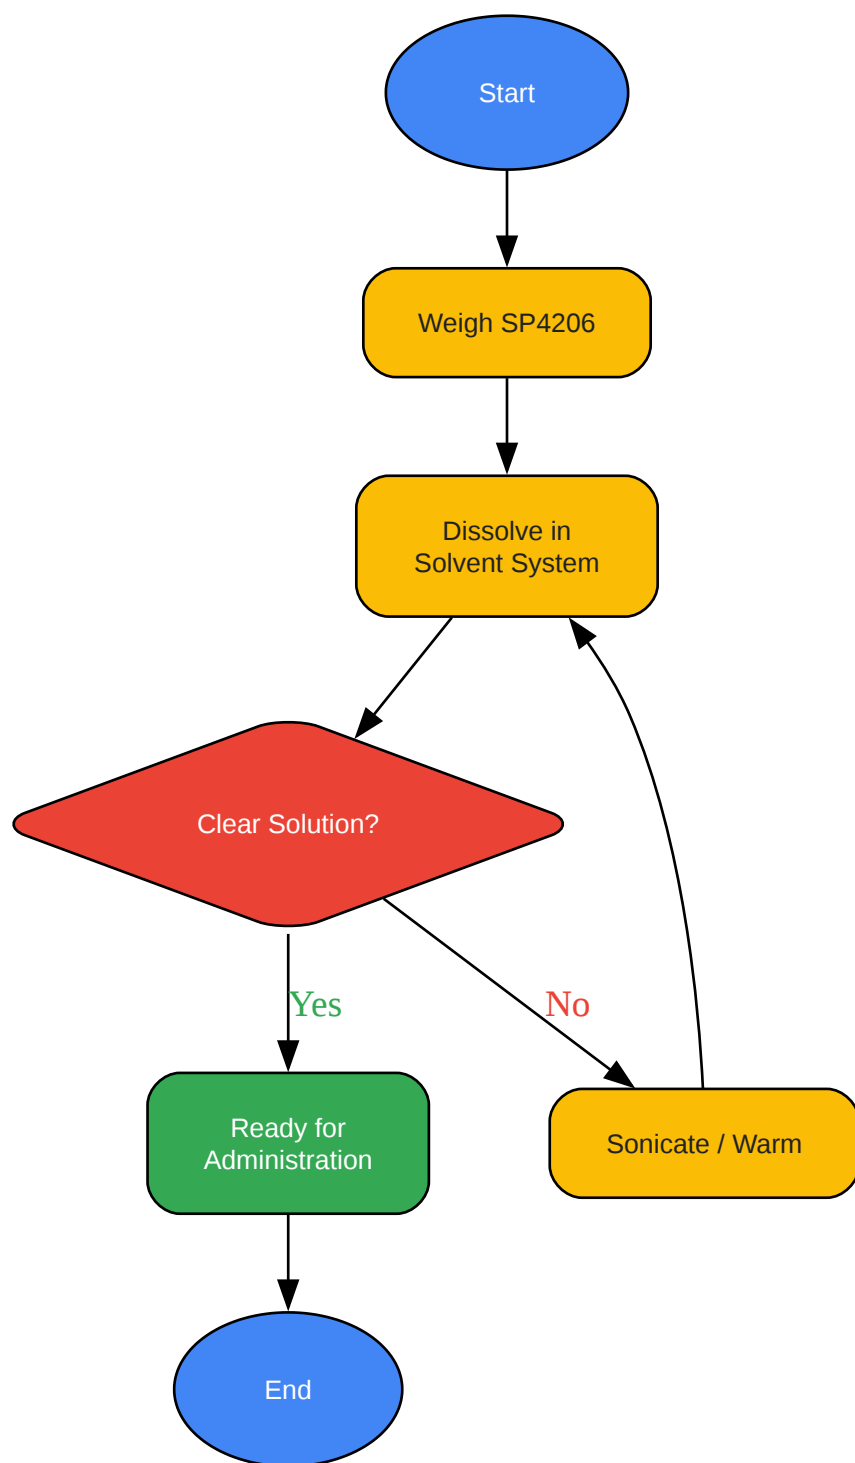 Start
Weigh SP4206
Dissolve in
Solvent System
Clear Solution?
Yes
No
Ready for
Administration
Sonicate / Warm
End